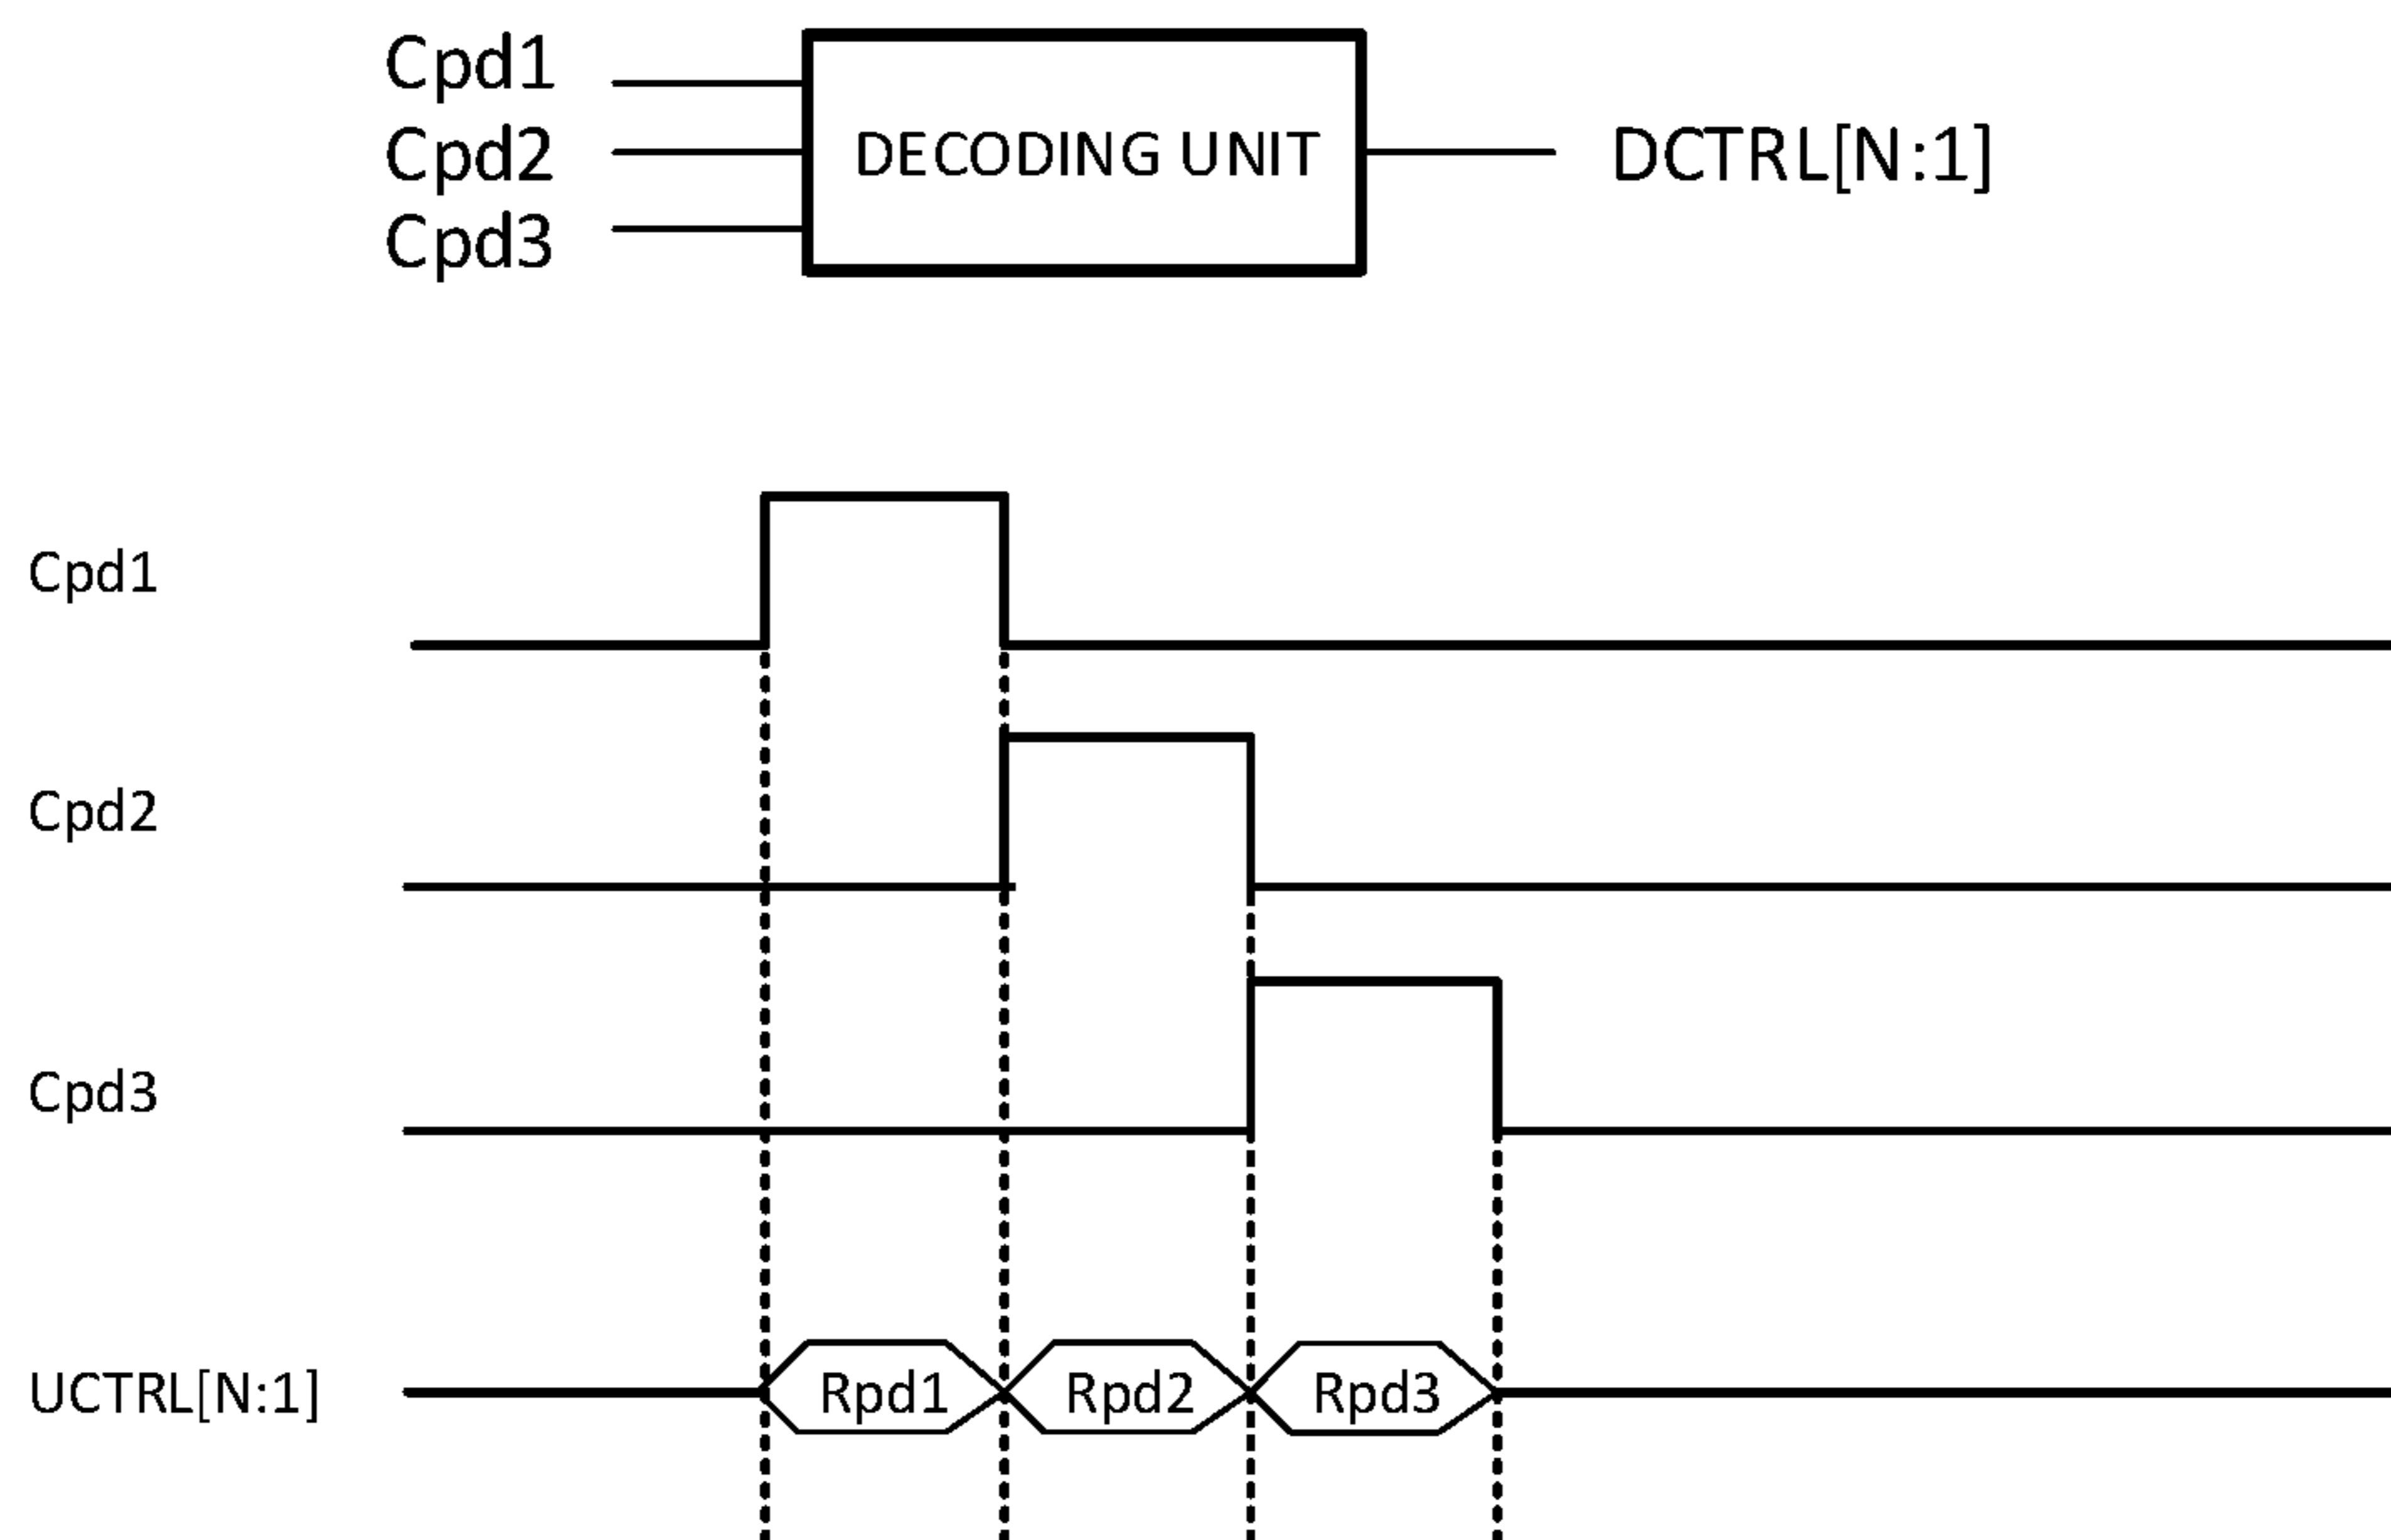 Cpd1
Cpd2
Cpd3
DECODING UNIT
DCTRL[N:1]
Cpd1
Cpd2
Cpd3
UCTRL[N:1]
Rpd1
Rpd2
Rpd3